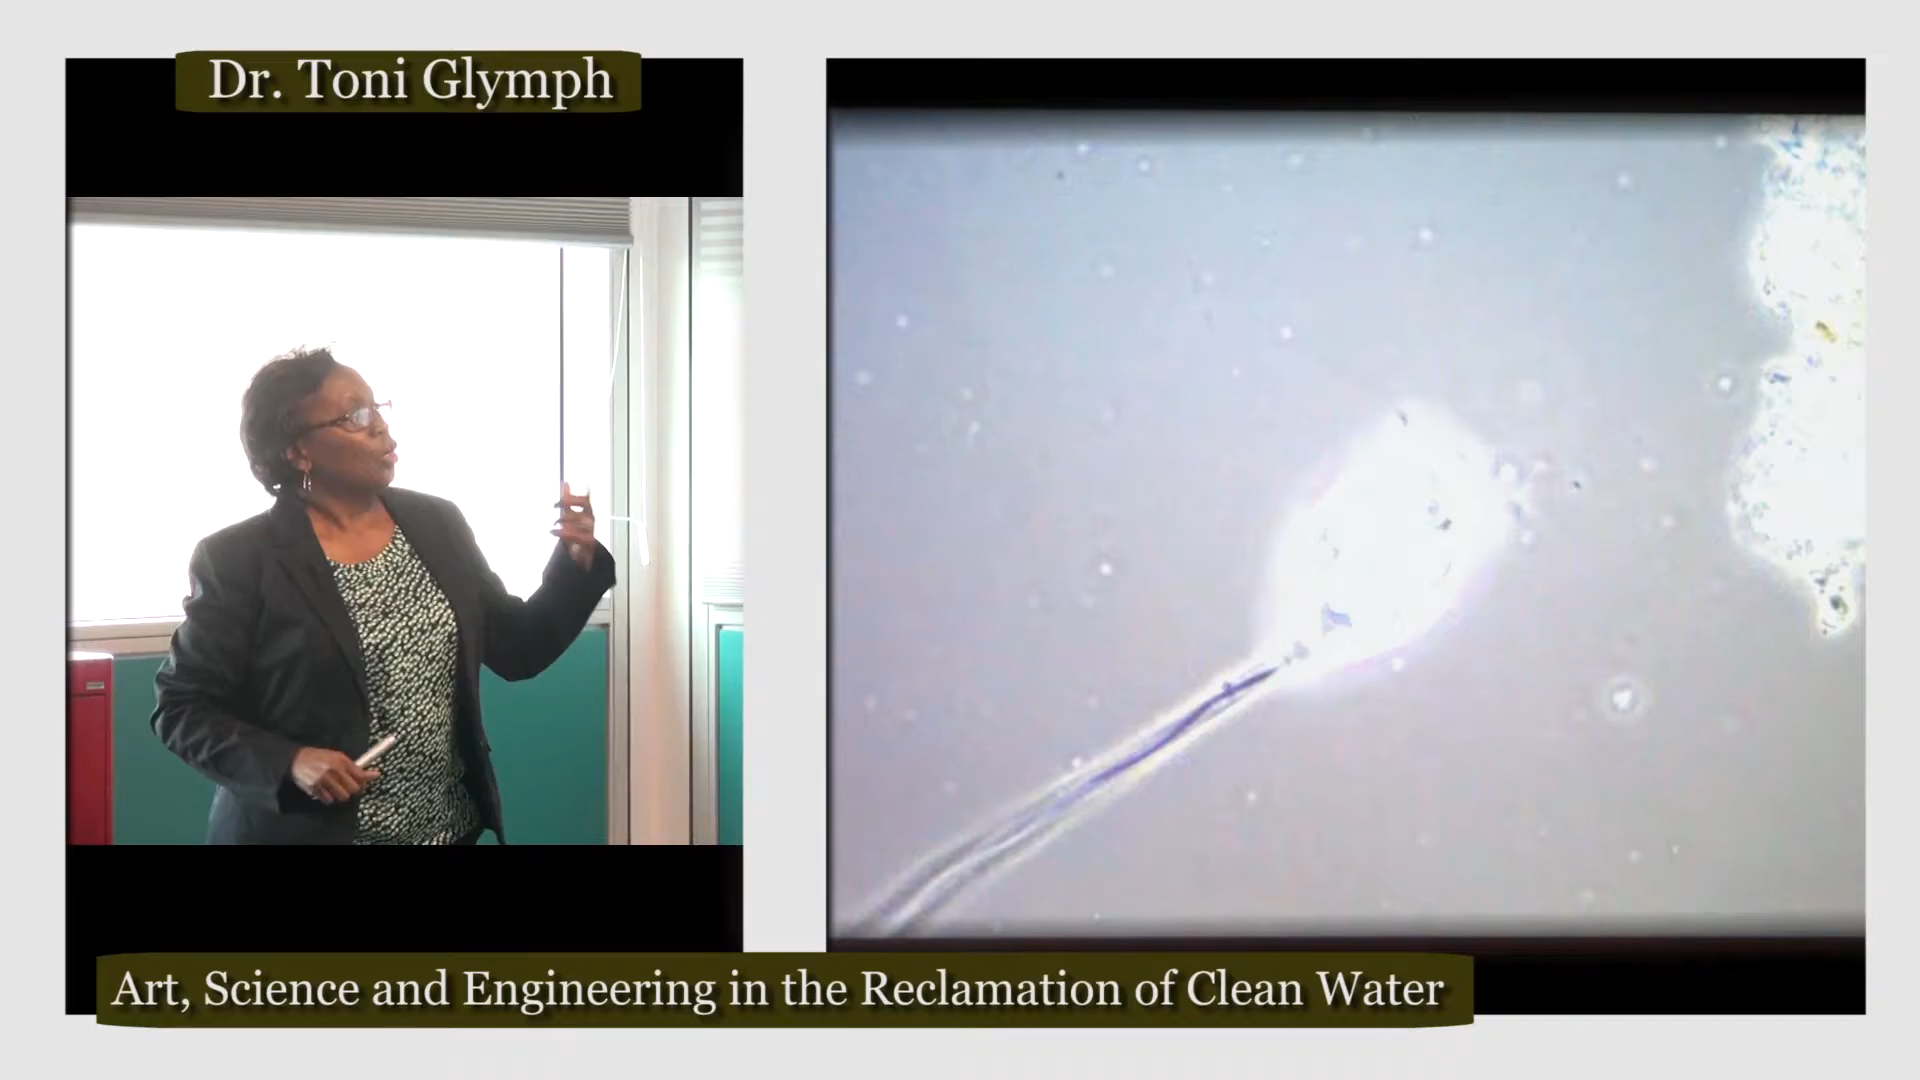 Dr. Toni Glymph
Art, Science and Engineering in the Reclamation of Clean Water